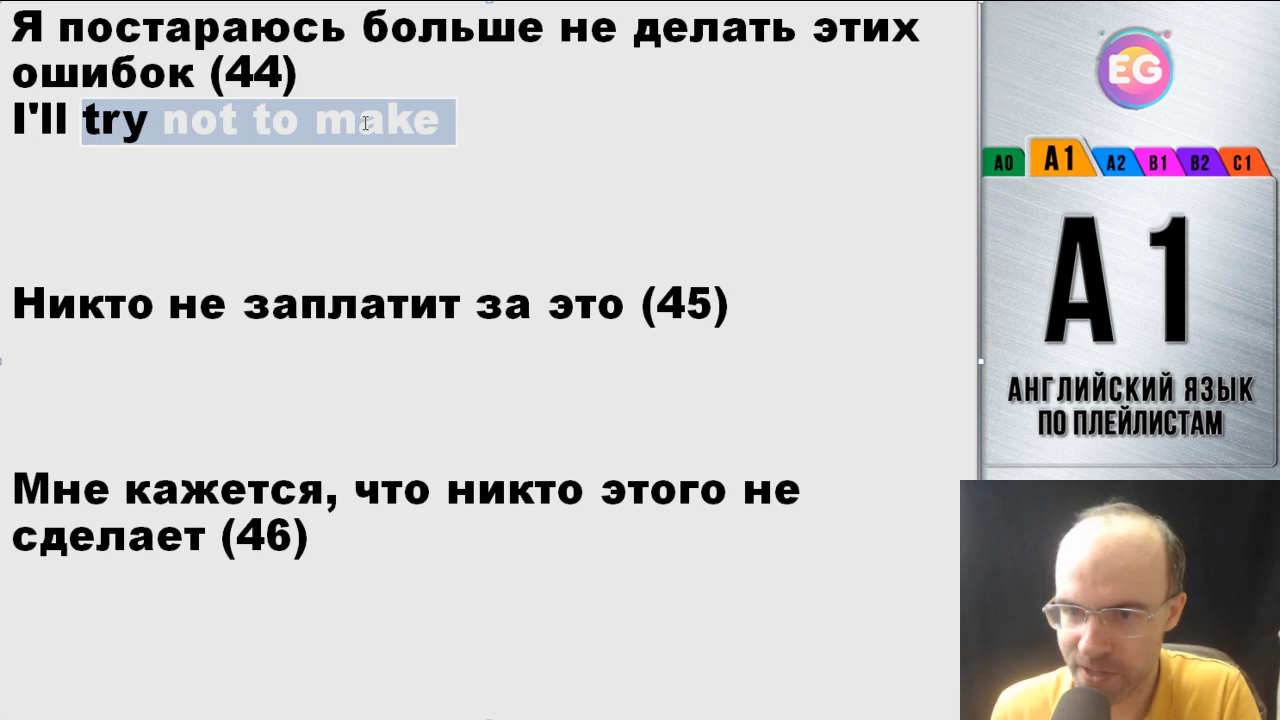 Я постараюсь больше не делать этих
ошибок (44)
I'll try not to make
Никто не заплатит за это (45)
Мне кажется, что никто этого не
сделает (46)
EG
A0 A1 A2 B1 B2 C1
A1
АНГЛИЙСКИЙ ЯЗЫК
ПО ПЛЕЙЛИСТАМ